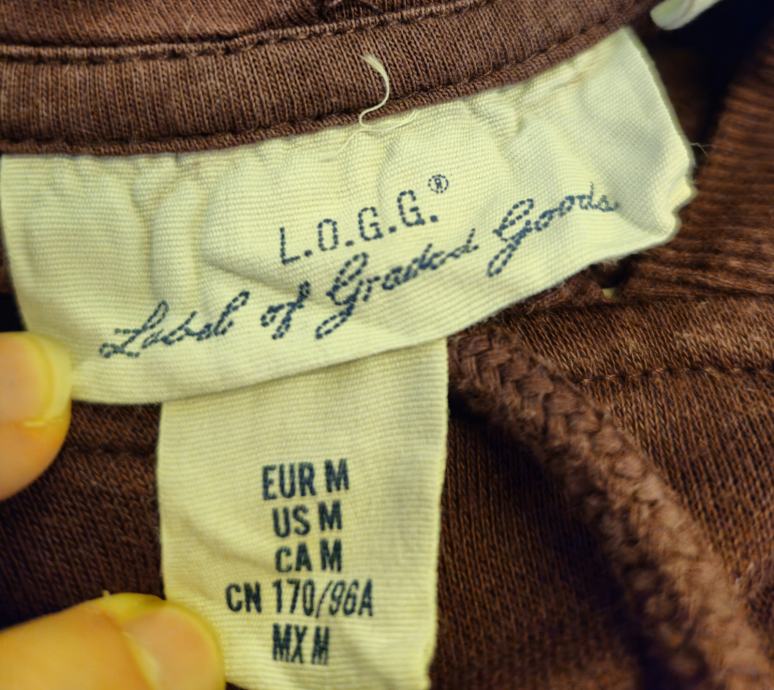 L.O.G.G.®
Label of Graded Goods
EUR M
US M
CA M
CN 170/96A
MX M